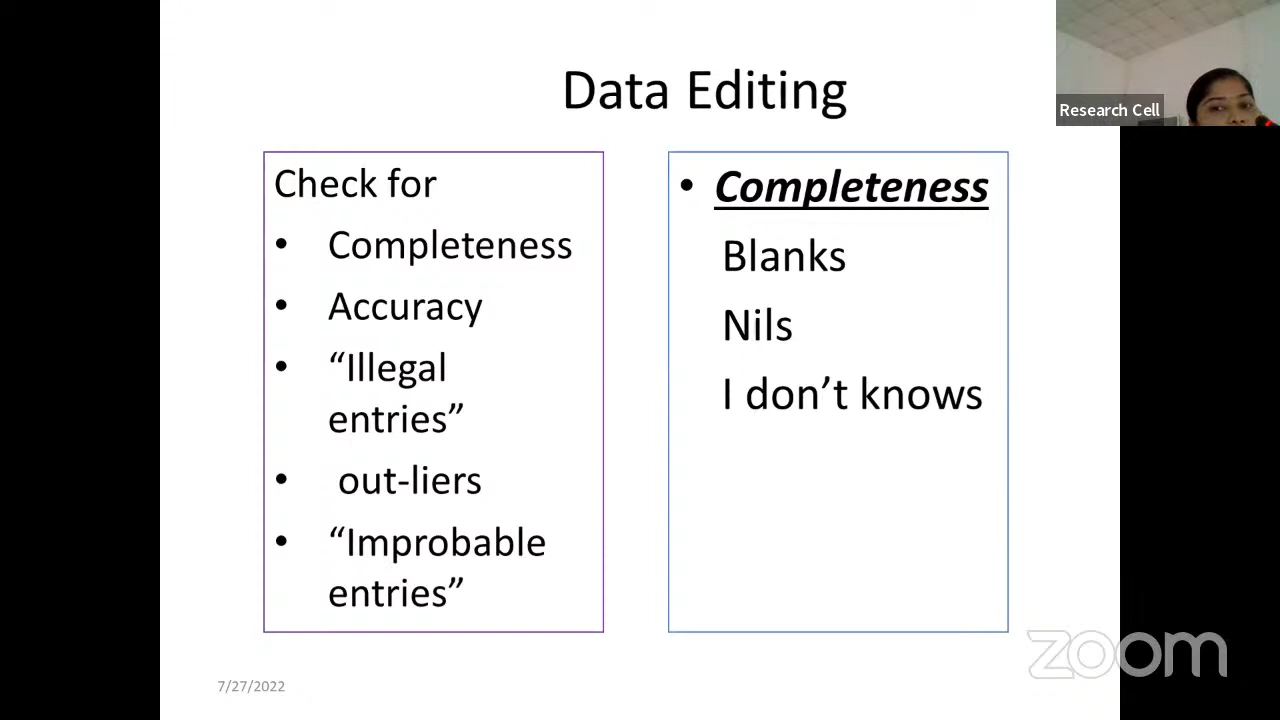 Data Editing
Research Cell
Check for
• Completeness
• Accuracy
• “Illegal
entries”
• out-liers
• “Improbable
entries”
• Completeness
Blanks
Nils
I don’t knows
zoom
7/27/2022